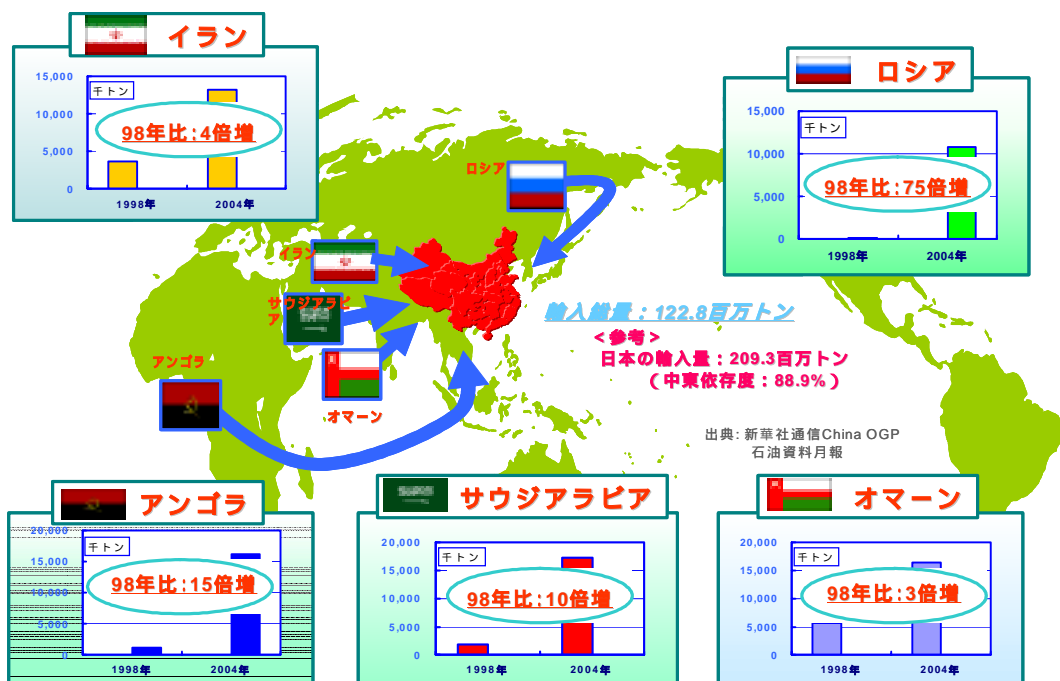 イラン
15,000
千トン
10,000
98年比:4倍増
5,000
0
1998年
2004年
ロシア
15,000
千トン
10,000
98年比:75倍増
5,000
0
1998年
2004年
ロシア
イラン
サウジアラビ
ア
アンゴラ
オマーン
輸入総量：122.8百万トン
＜参考＞
日本の輸入量：209.3百万トン
（中東依存度：88.9%）
出典: 新華社通信China OGP
石油資料月報
アンゴラ
20,000
千トン
15,000
98年比:15倍増
10,000
5,000
0
1998年
2004年
サウジアラビア
20,000
千トン
15,000
98年比:10倍増
10,000
5,000
0
1998年
2004年
オマーン
20,000
千トン
15,000
98年比:3倍増
10,000
5,000
0
1998年
2004年